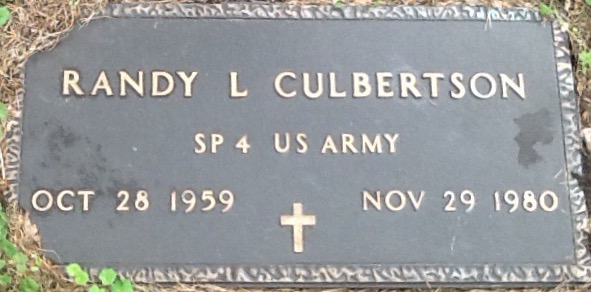 RANDY L CULBERTSON
SP 4 US ARMY
OCT 28 1959 NOV 29 1980